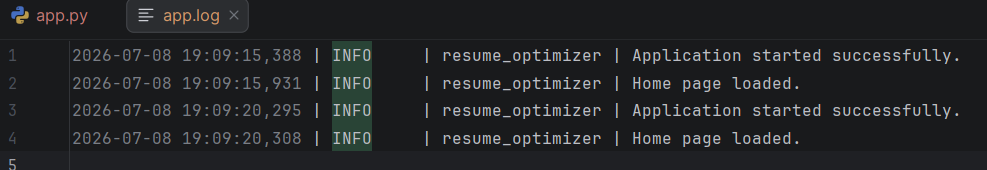 app.py app.log
1 2026-07-08 19:09:15,388 | INFO     | resume_optimizer | Application started successfully.
2 2026-07-08 19:09:15,931 | INFO     | resume_optimizer | Home page loaded.
3 2026-07-08 19:09:20,295 | INFO     | resume_optimizer | Application started successfully.
4 2026-07-08 19:09:20,308 | INFO     | resume_optimizer | Home page loaded.
5